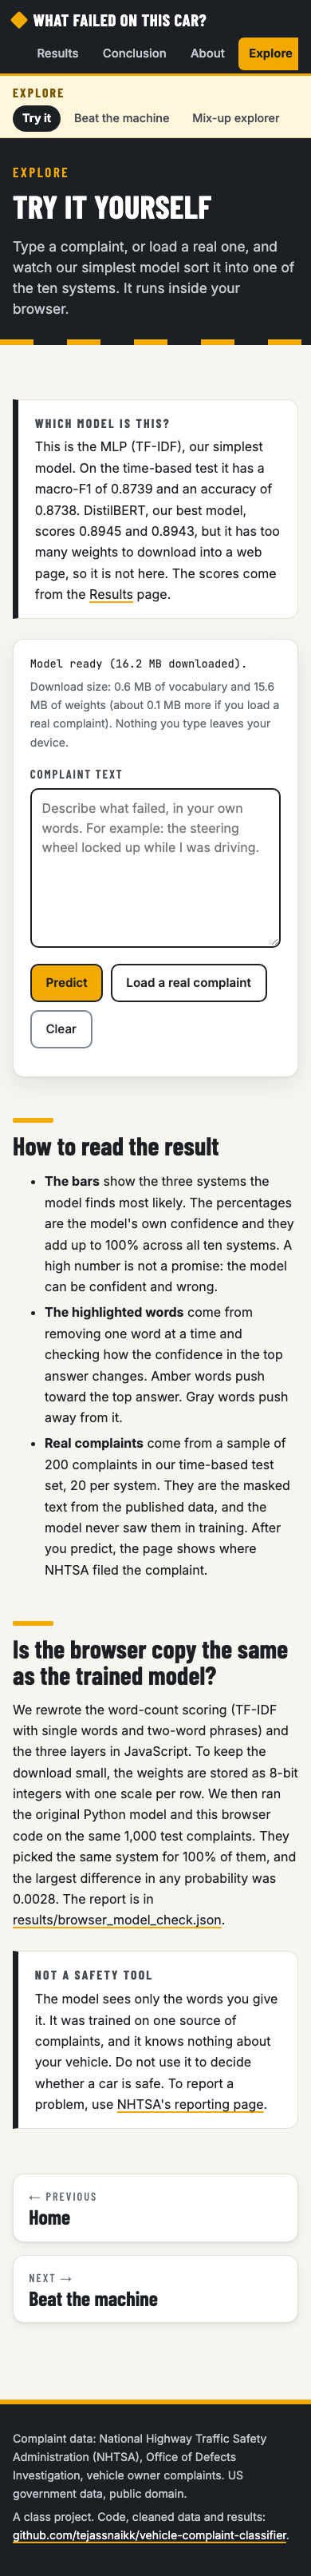 WHAT FAILED ON THIS CAR?
Results Conclusion About Explore
EXPLORE
Try it Beat the machine Mix-up explorer
EXPLORE
TRY IT YOURSELF
Type a complaint, or load a real one, and
watch our simplest model sort it into one of
the ten systems. It runs inside your
browser.
WHICH MODEL IS THIS?
This is the MLP (TF-IDF), our simplest
model. On the time-based test it has a
macro-F1 of 0.8739 and an accuracy of
0.8738. DistilBERT, our best model,
scores 0.8945 and 0.8943, but it has too
many weights to download into a web
page, so it is not here. The scores come
from the Results page.
Model ready (16.2 MB downloaded).
Download size: 0.6 MB of vocabulary and 15.6
MB of weights (about 0.1 MB more if you load a
real complaint). Nothing you type leaves your
device.
COMPLAINT TEXT
Describe what failed, in your own
words. For example: the steering
wheel locked up while I was driving.
Predict Load a real complaint
Clear
How to read the result
• The bars show the three systems the
model finds most likely. The percentages
are the model's own confidence and they
add up to 100% across all ten systems. A
high number is not a promise: the model
can be confident and wrong.
• The highlighted words come from
removing one word at a time and
checking how the confidence in the top
answer changes. Amber words push
toward the top answer. Gray words push
away from it.
• Real complaints come from a sample of
200 complaints in our time-based test
set, 20 per system. They are the masked
text from the published data, and the
model never saw them in training. After
you predict, the page shows where
NHTSA filed the complaint.
Is the browser copy the same
as the trained model?
We rewrote the word-count scoring (TF-IDF
with single words and two-word phrases) and
the three layers in JavaScript. To keep the
download small, the weights are stored as 8-bit
integers with one scale per row. We then ran
the original Python model and this browser
code on the same 1,000 test complaints. They
picked the same system for 100% of them, and
the largest difference in any probability was
0.0028. The report is in
results/browser_model_check.json.
NOT A SAFETY TOOL
The model sees only the words you give
it. It was trained on one source of
complaints, and it knows nothing about
your vehicle. Do not use it to decide
whether a car is safe. To report a
problem, use NHTSA's reporting page.
← PREVIOUS
Home
NEXT →
Beat the machine
Complaint data: National Highway Traffic Safety
Administration (NHTSA), Office of Defects
Investigation, vehicle owner complaints. US
government data, public domain.
A class project. Code, cleaned data and results:
github.com/tejassnaikk/vehicle-complaint-classifier.